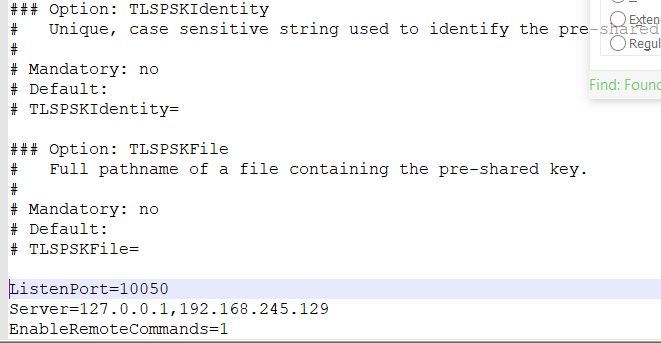 ### Option: TLSPSKIdentity
#   Unique, case sensitive string used to identify the pre-shared
#
# Mandatory: no
# Default:
# TLSPSKIdentity=
### Option: TLSPSKFile
#   Full pathname of a file containing the pre-shared key.
#
# Mandatory: no
# Default:
# TLSPSKFile=
ListenPort=10050
Server=127.0.0.1,192.168.245.129
EnableRemoteCommands=1
Exten
Regul
Find: Foun